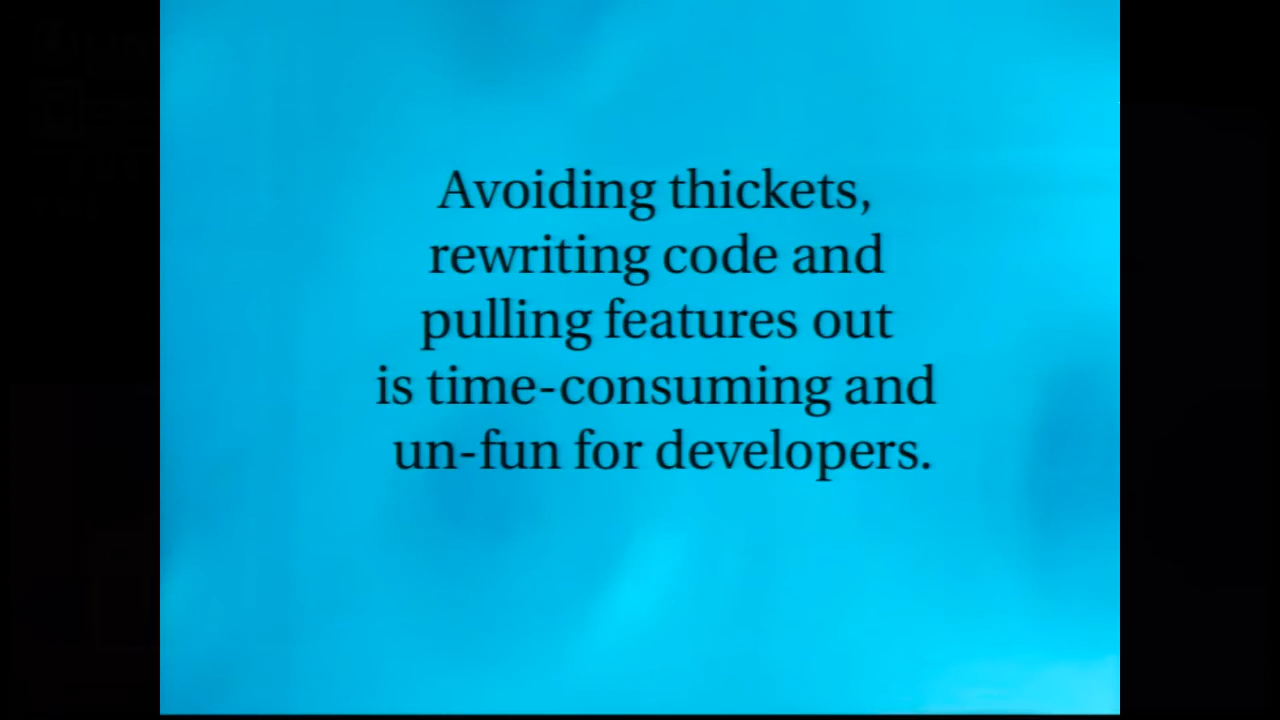 Avoiding thickets,
rewriting code and
pulling features out
is time-consuming and
un-fun for developers.